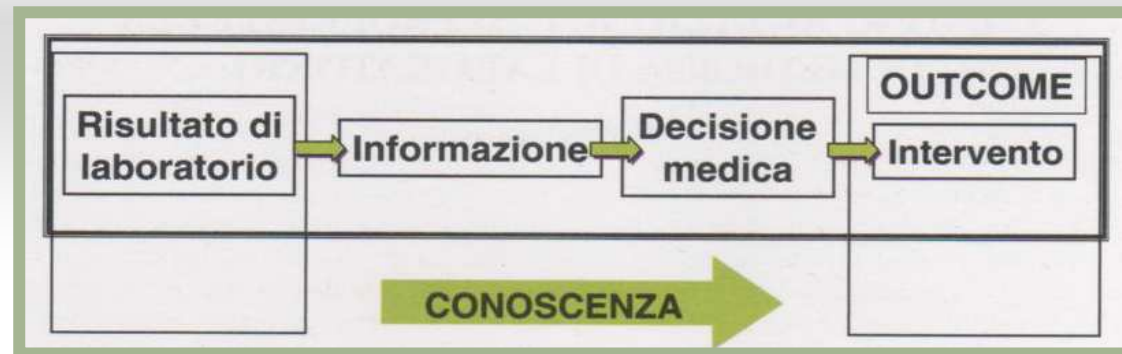 Risultato di
laboratorio
Informazione
Decisione
medica
OUTCOME
Intervento
CONOSCENZA